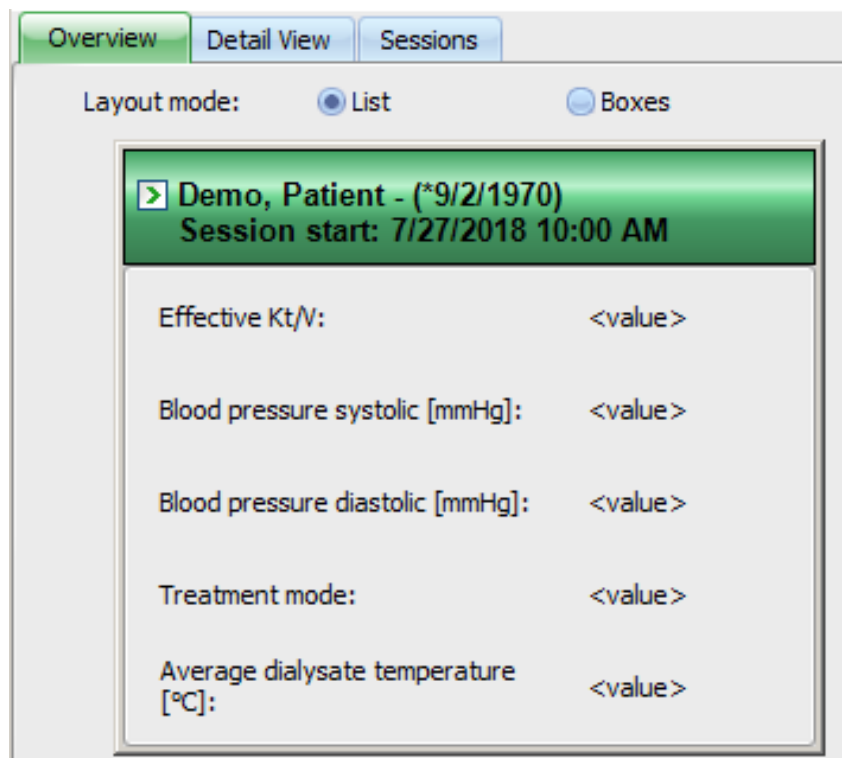 Overview Detail View Sessions
Layout mode: List Boxes
Demo, Patient - (*9/2/1970)
Session start: 7/27/2018 10:00 AM
Effective Kt/V: <value>
Blood pressure systolic [mmHg]: <value>
Blood pressure diastolic [mmHg]: <value>
Treatment mode: <value>
Average dialysate temperature
[°C]: <value>